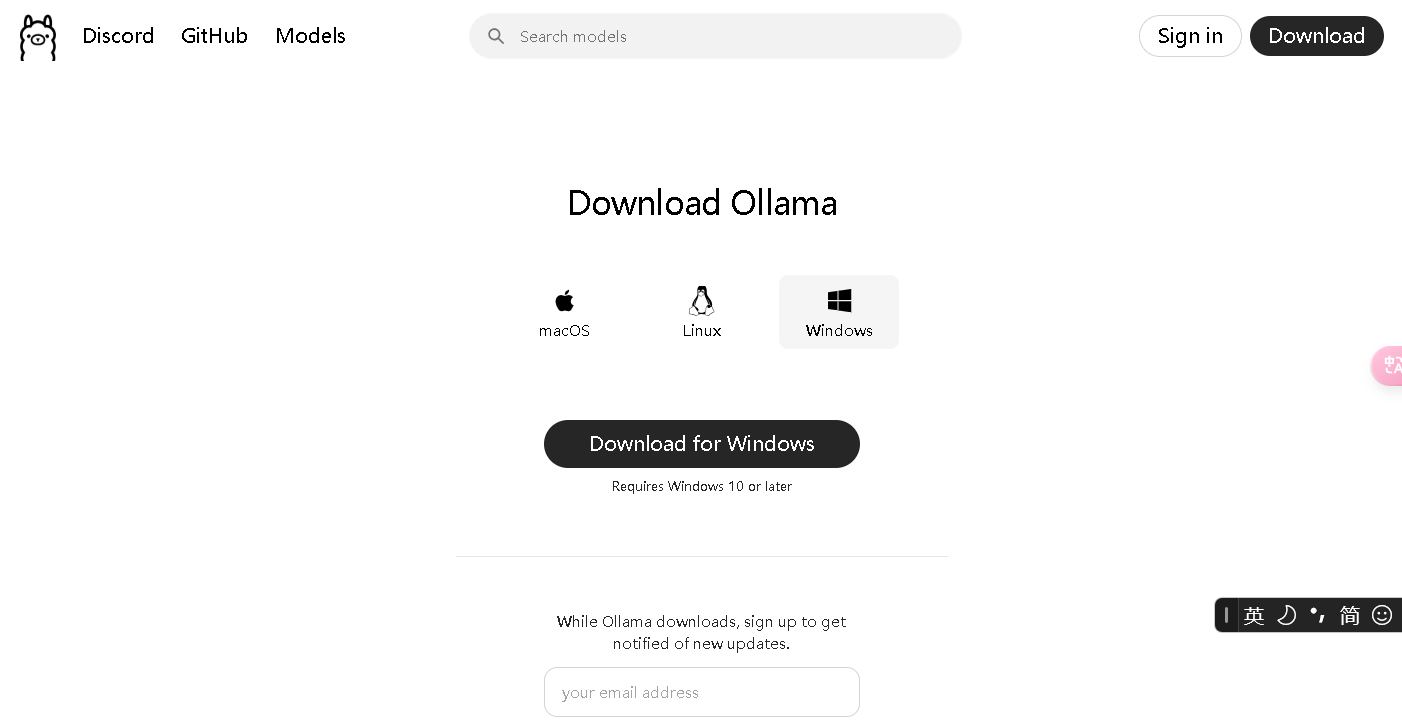 Discord GitHub Models Search models Sign in Download
Download Ollama
macOS Linux Windows
Download for Windows
Requires Windows 10 or later
英 简
While Ollama downloads, sign up to get
notified of new updates.
your email address